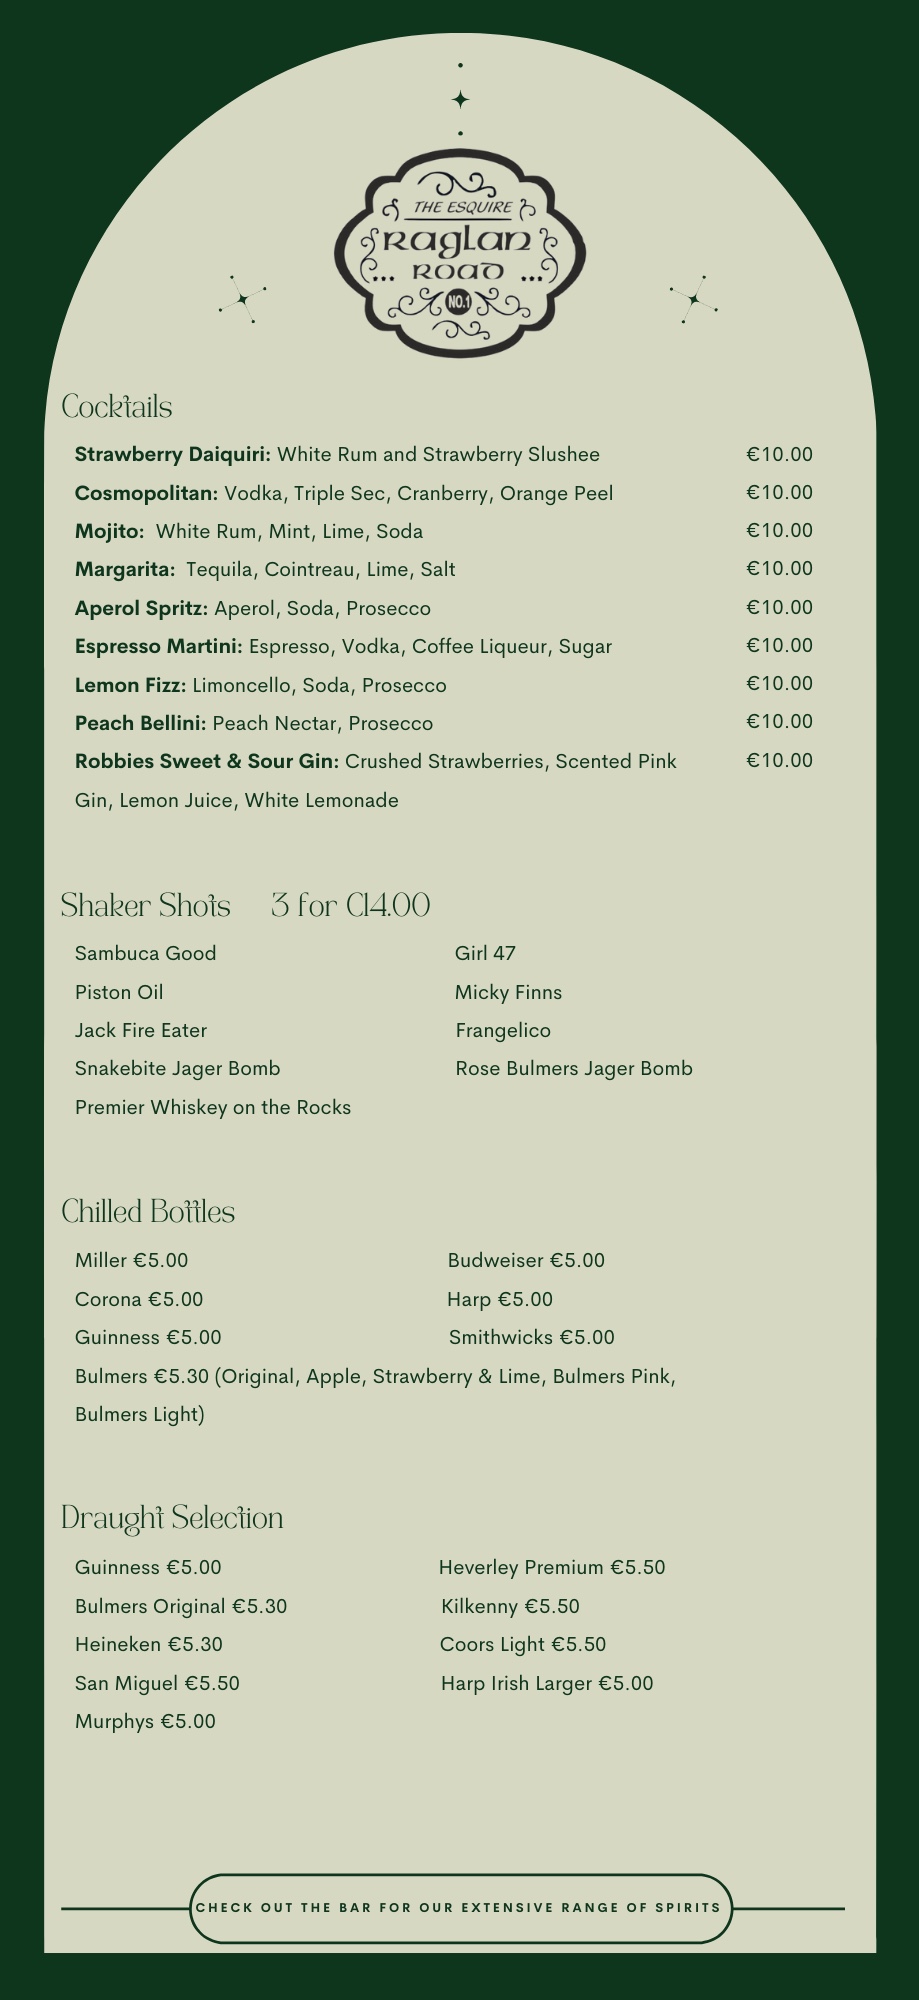 THE ESQUIRE
Raglan
ROAD
NO.1
Cocktails
Strawberry Daiquiri: White Rum and Strawberry Slushee €10.00
Cosmopolitan: Vodka, Triple Sec, Cranberry, Orange Peel €10.00
Mojito: White Rum, Mint, Lime, Soda €10.00
Margarita: Tequila, Cointreau, Lime, Salt €10.00
Aperol Spritz: Aperol, Soda, Prosecco €10.00
Espresso Martini: Espresso, Vodka, Coffee Liqueur, Sugar €10.00
Lemon Fizz: Limoncello, Soda, Prosecco €10.00
Peach Bellini: Peach Nectar, Prosecco €10.00
Robbies Sweet & Sour Gin: Crushed Strawberries, Scented Pink €10.00
Gin, Lemon Juice, White Lemonade
Shaker Shots 3 for €14.00
Sambuca Good Girl 47
Piston Oil Micky Finns
Jack Fire Eater Frangelico
Snakebite Jager Bomb Rose Bulmers Jager Bomb
Premier Whiskey on the Rocks
Chilled Bottles
Miller €5.00 Budweiser €5.00
Corona €5.00 Harp €5.00
Guinness €5.00 Smithwicks €5.00
Bulmers €5.30 (Original, Apple, Strawberry & Lime, Bulmers Pink,
Bulmers Light)
Draught Selection
Guinness €5.00 Heverley Premium €5.50
Bulmers Original €5.30 Kilkenny €5.50
Heineken €5.30 Coors Light €5.50
San Miguel €5.50 Harp Irish Larger €5.00
Murphys €5.00
CHECK OUT THE BAR FOR OUR EXTENSIVE RANGE OF SPIRITS